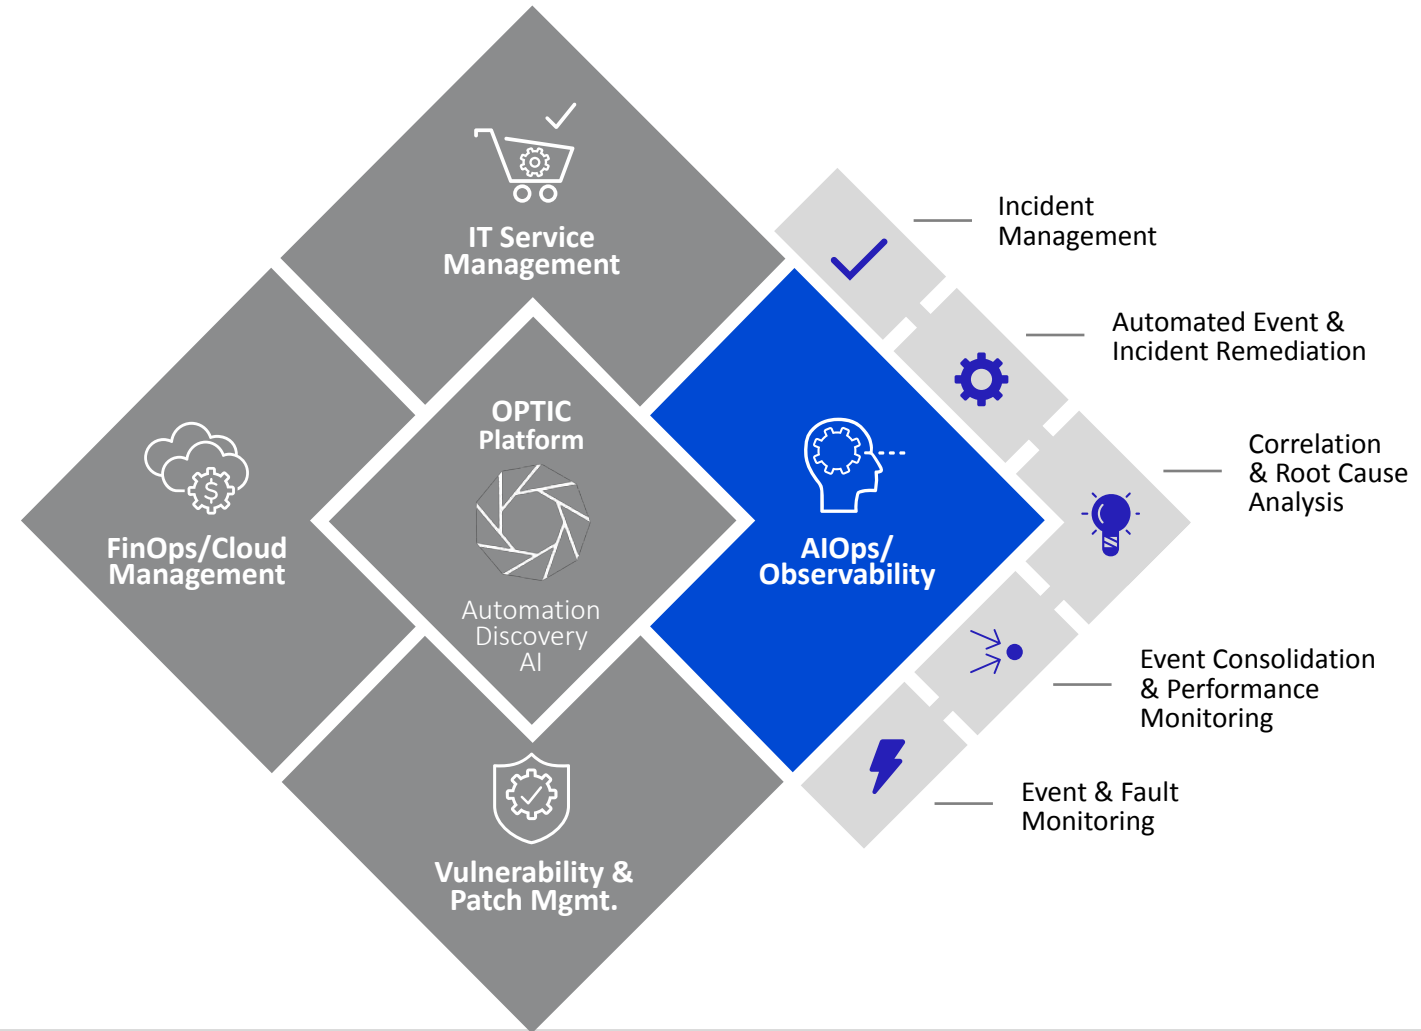 IT Service
Management
OPTIC
Platform
Automation
Discovery
AI
FinOps/Cloud
Management
$
AIOps/
Observability
Vulnerability &
Patch Mgmt.
Incident
Management
Automated Event &
Incident Remediation
Correlation
& Root Cause
Analysis
Event Consolidation
& Performance
Monitoring
Event & Fault
Monitoring